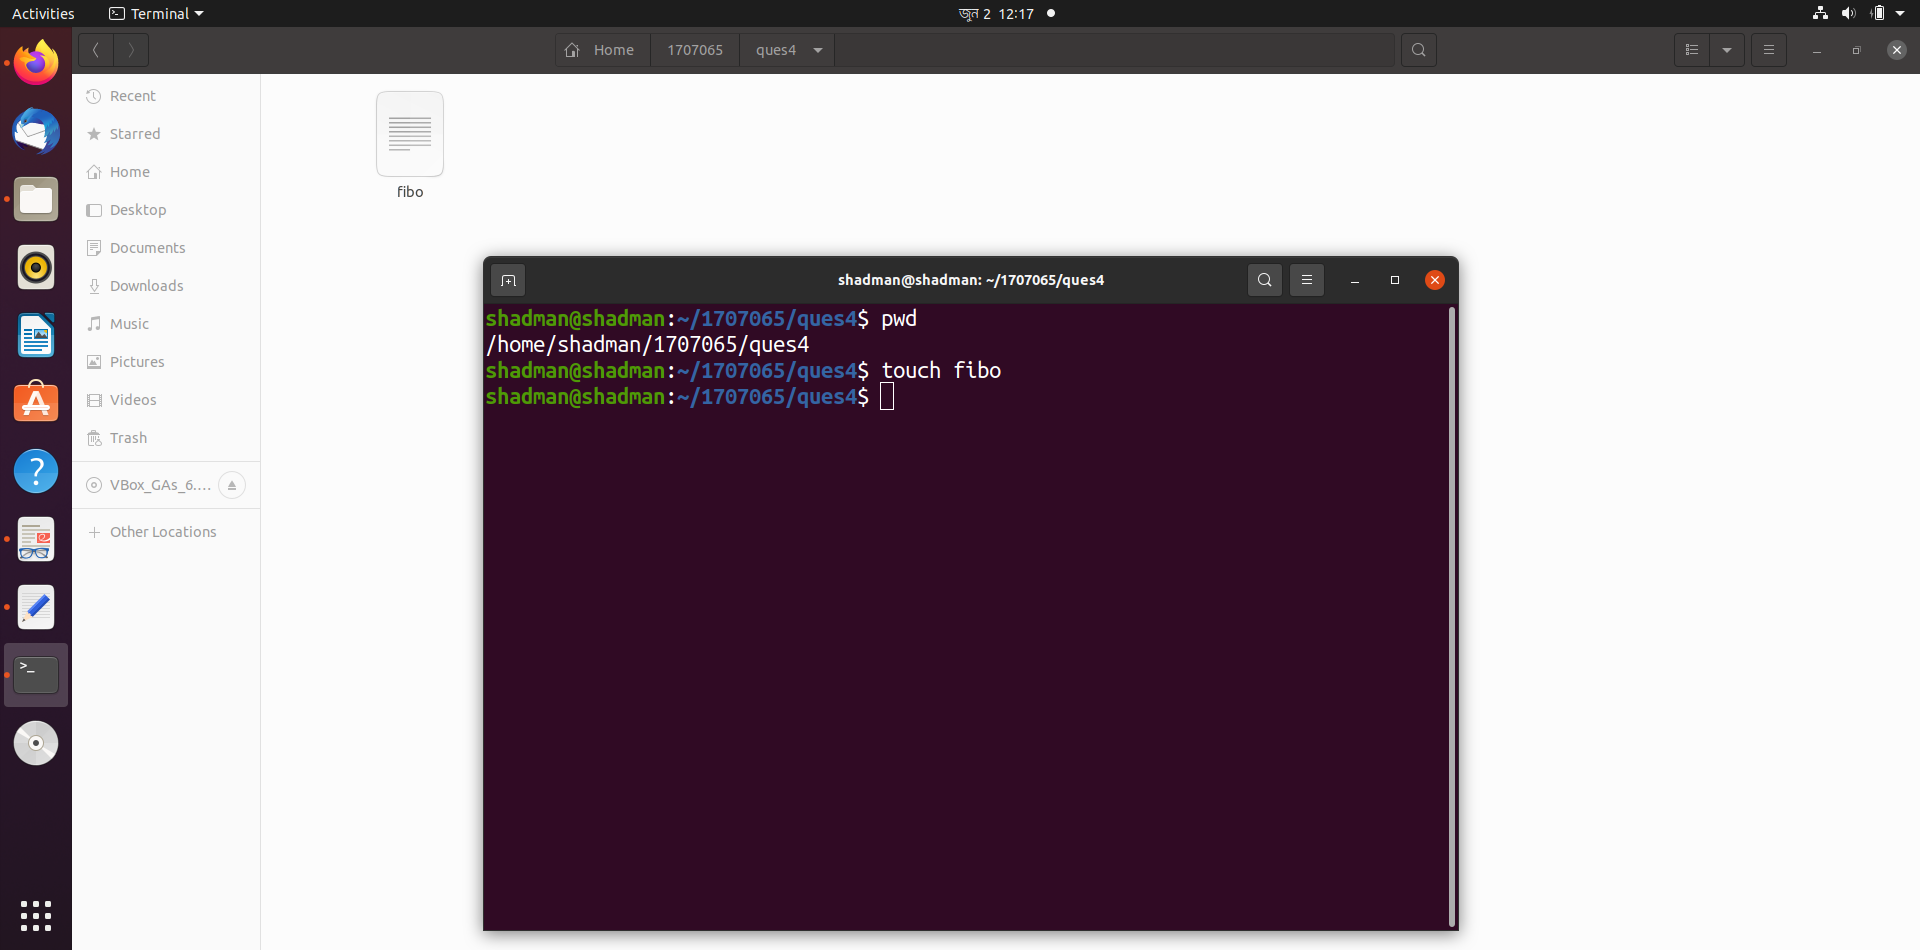 Activities
Terminal
জুন 2 12:17
Home
1707065
ques4
Recent
Starred
Home
Desktop
Documents
Downloads
Music
Pictures
Videos
Trash
VBox_GAs_6....
Other Locations
fibo
shadman@shadman: ~/1707065/ques4
shadman@shadman:~/1707065/ques4$ pwd
/home/shadman/1707065/ques4
shadman@shadman:~/1707065/ques4$ touch fibo
shadman@shadman:~/1707065/ques4$